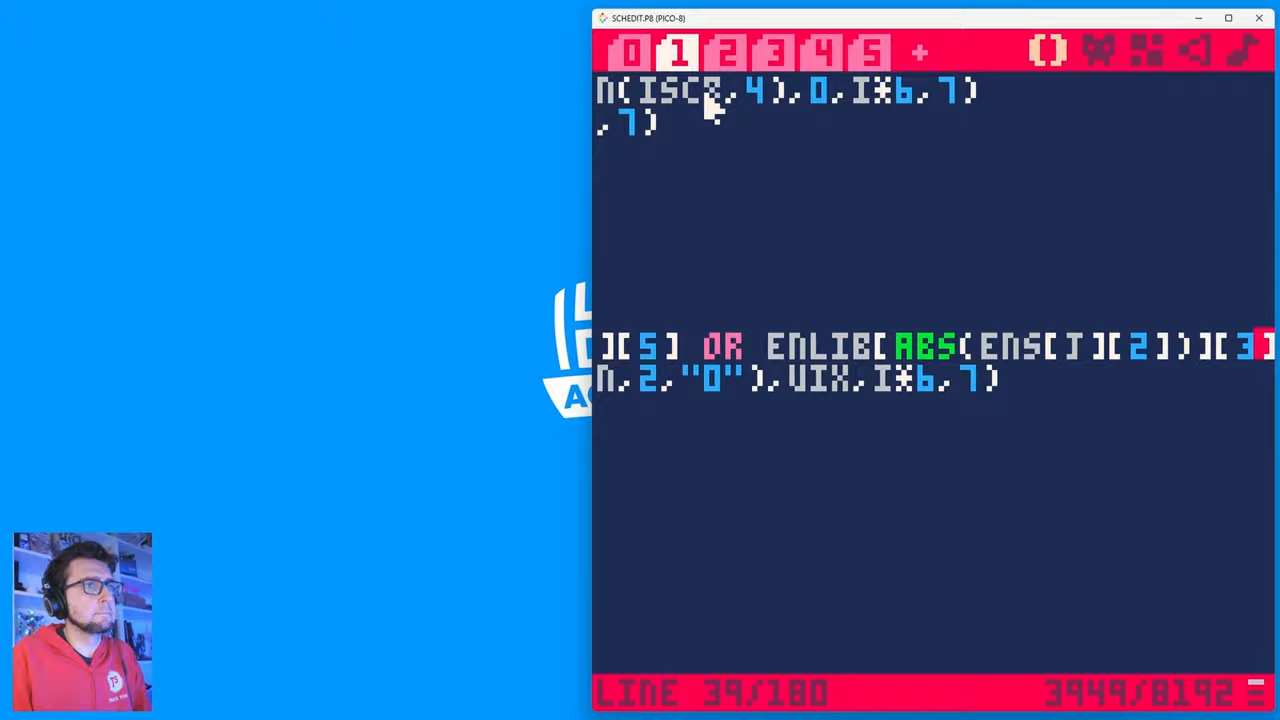 SCHEDIT.P8 (PICO-8)
0 1 2 3 4 5 +
N(ISCR,4),0,I*6,7)
,7)
][5] OR ENLIB[ABS(ENS[J][2])][3]
N,2,"0"),VIX,I*6,7)
LINE 39/180
3949/8192